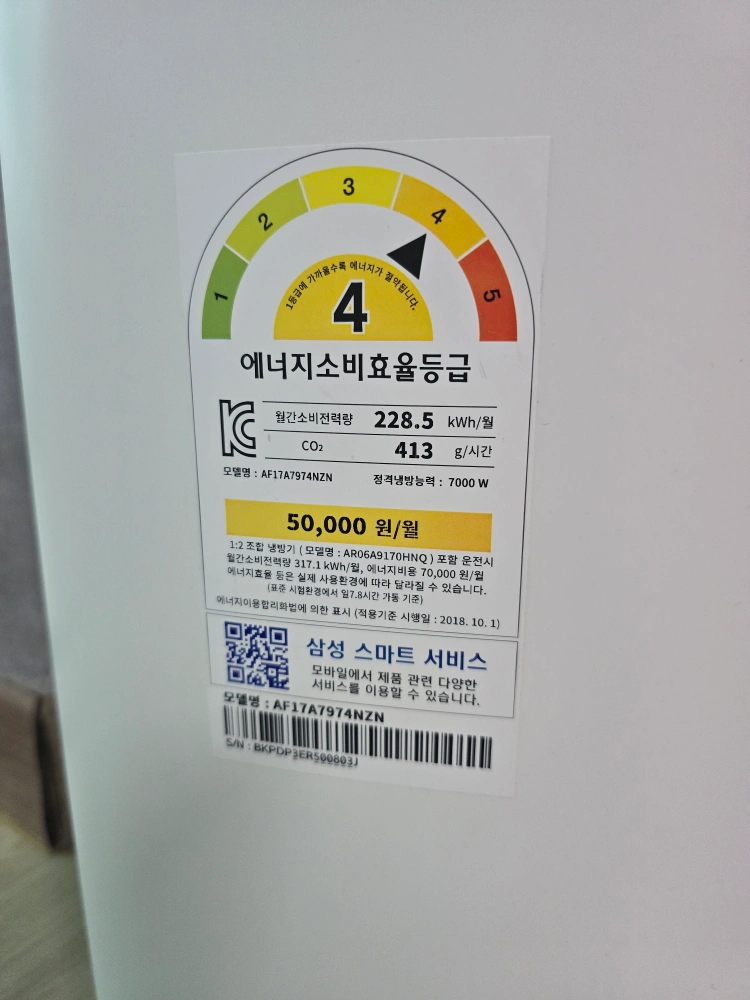 1
2
3
4
5
1등급에 가까울수록 에너지가 절약됩니다.
4
에너지소비효율등급
월간소비전력량 228.5 kWh/월
CO₂ 413 g/시간
모델명 : AF17A7974NZN 정격냉방능력 : 7000 W
50,000 원/월
1:2 조합 냉방기 ( 모델명 : AR06A9170HNQ ) 포함 운전시
월간소비전력량 317.1 kWh/월, 에너지비용 70,000 원/월
에너지효율 등은 실제 사용환경에 따라 달라질 수 있습니다.
(표준 시험환경에서 일7.8시간 가동 기준)
에너지이용합리화법에 의한 표시 (적용기준 시행일 : 2018. 10. 1)
삼성 스마트 서비스
모바일에서 제품 관련 다양한
서비스를 이용할 수 있습니다.
모델명 : AF17A7974NZN
S/N : BKPDP3ER500803J